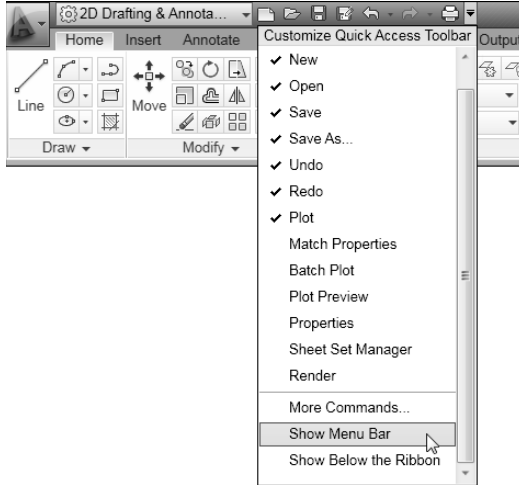 2D Drafting & Annota...
Customize Quick Access Toolbar
Home Insert Annotate Output
New
Open
Save
Save As...
Undo
Redo
Plot
Match Properties
Batch Plot
Plot Preview
Properties
Sheet Set Manager
Render
More Commands...
Show Menu Bar
Show Below the Ribbon
Line
Move
Draw
Modify